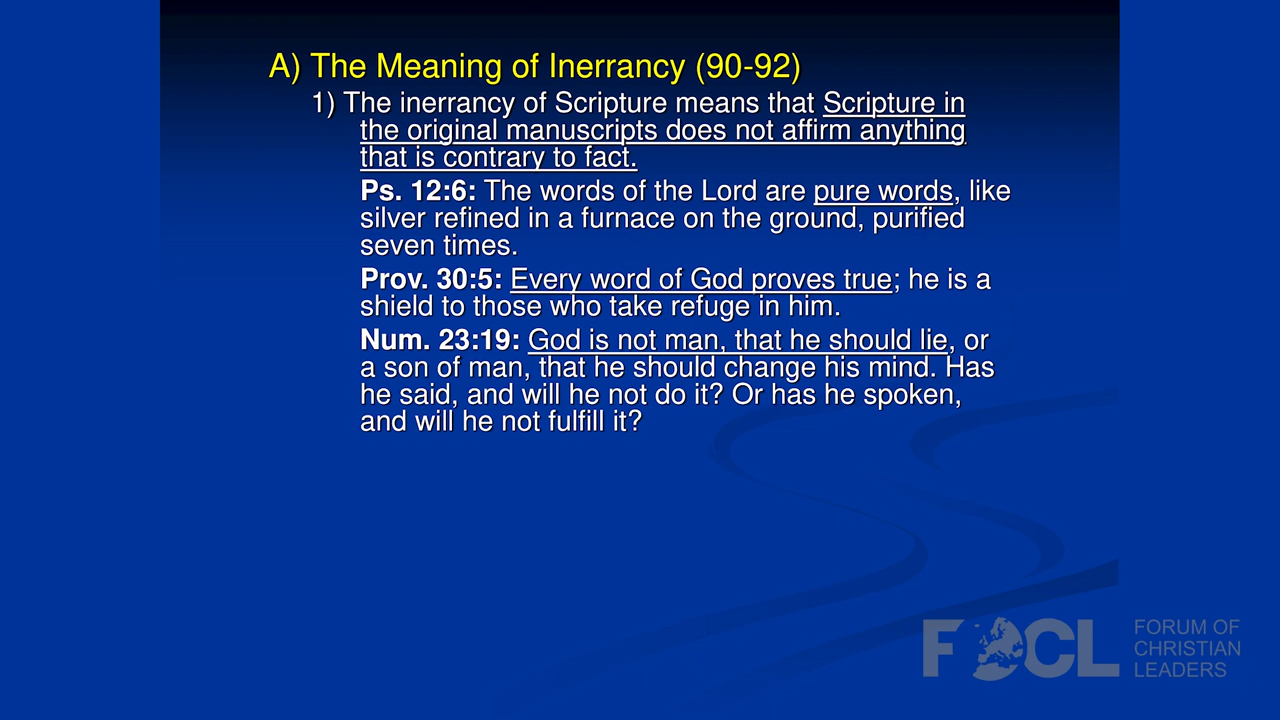 A) The Meaning of Inerrancy (90-92)
1) The inerrancy of Scripture means that Scripture in
the original manuscripts does not affirm anything
that is contrary to fact.
Ps. 12:6: The words of the Lord are pure words, like
silver refined in a furnace on the ground, purified
seven times.
Prov. 30:5: Every word of God proves true; he is a
shield to those who take refuge in him.
Num. 23:19: God is not man, that he should lie, or
a son of man, that he should change his mind. Has
he said, and will he not do it? Or has he spoken,
and will he not fulfill it?
FOCL
FORUM OF
CHRISTIAN
LEADERS